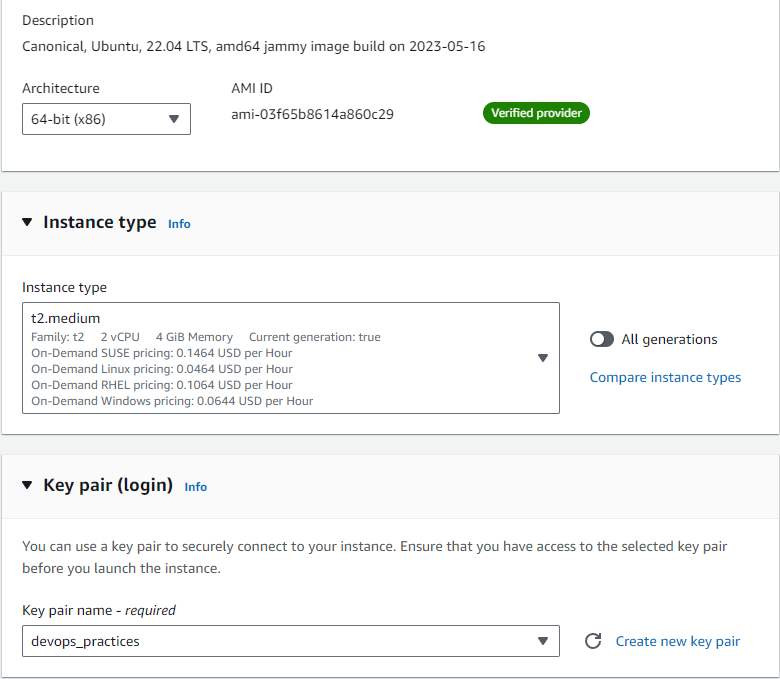 Description
Canonical, Ubuntu, 22.04 LTS, amd64 jammy image build on 2023-05-16
Architecture
AMI ID
64-bit (x86)
ami-03f65b8614a860c29
Verified provider
Instance type Info
Instance type
t2.medium
Family: t2 2 vCPU 4 GiB Memory Current generation: true
On-Demand SUSE pricing: 0.1464 USD per Hour
On-Demand Linux pricing: 0.0464 USD per Hour
On-Demand RHEL pricing: 0.1064 USD per Hour
On-Demand Windows pricing: 0.0644 USD per Hour
All generations
Compare instance types
Key pair (login) Info
You can use a key pair to securely connect to your instance. Ensure that you have access to the selected key pair
before you launch the instance.
Key pair name - required
devops_practices
Create new key pair